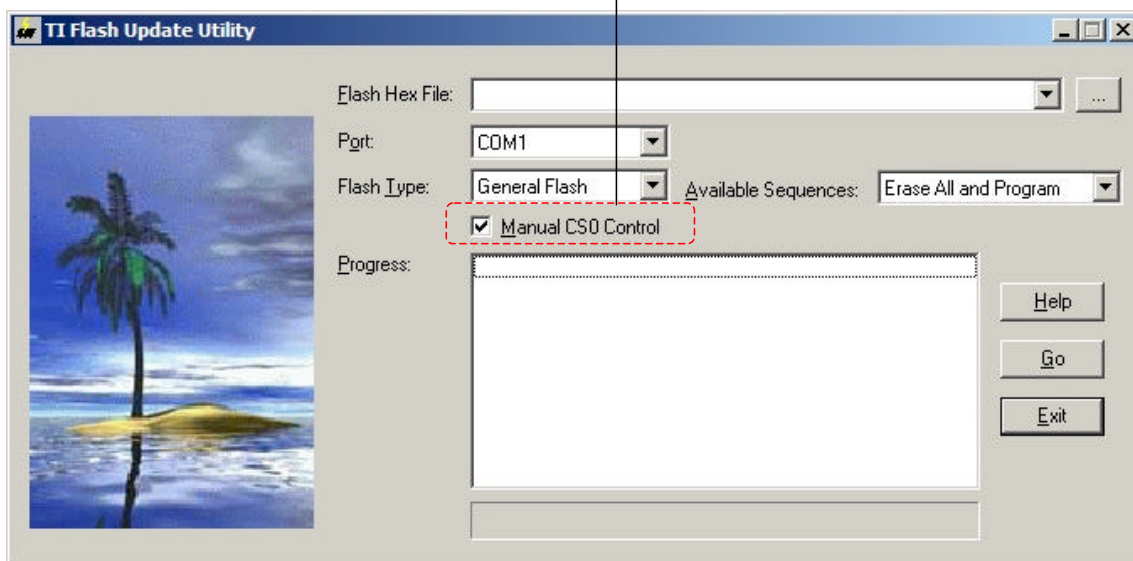 TI Flash Update Utility
Flash Hex File:
...
Port: COM1
Flash Type: General Flash Available Sequences: Erase All and Program
Manual CS0 Control
Progress:
Help
Go
Exit